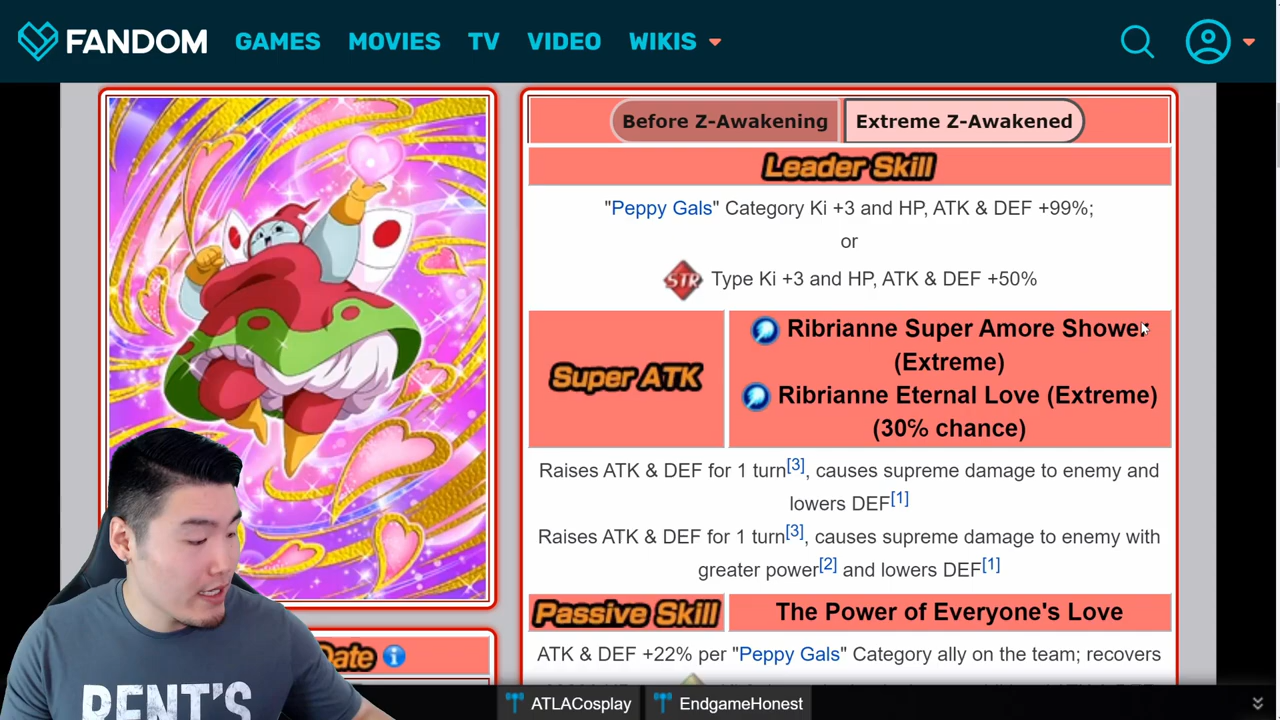 FANDOM GAMES MOVIES TV VIDEO WIKIS
Before Z-Awakening Extreme Z-Awakened
Leader Skill
"Peppy Gals" Category Ki +3 and HP, ATK & DEF +99%;
or
STR Type Ki +3 and HP, ATK & DEF +50%
Super ATK
Ribrianne Super Amore Shower
(Extreme)
Ribrianne Eternal Love (Extreme)
(30% chance)
Raises ATK & DEF for 1 turn[3], causes supreme damage to enemy and
lowers DEF[1]
Raises ATK & DEF for 1 turn[3], causes supreme damage to enemy with
greater power[2] and lowers DEF[1]
Passive Skill The Power of Everyone's Love
ATK & DEF +22% per "Peppy Gals" Category ally on the team; recovers
Date
ATLACosplay EndgameHonest